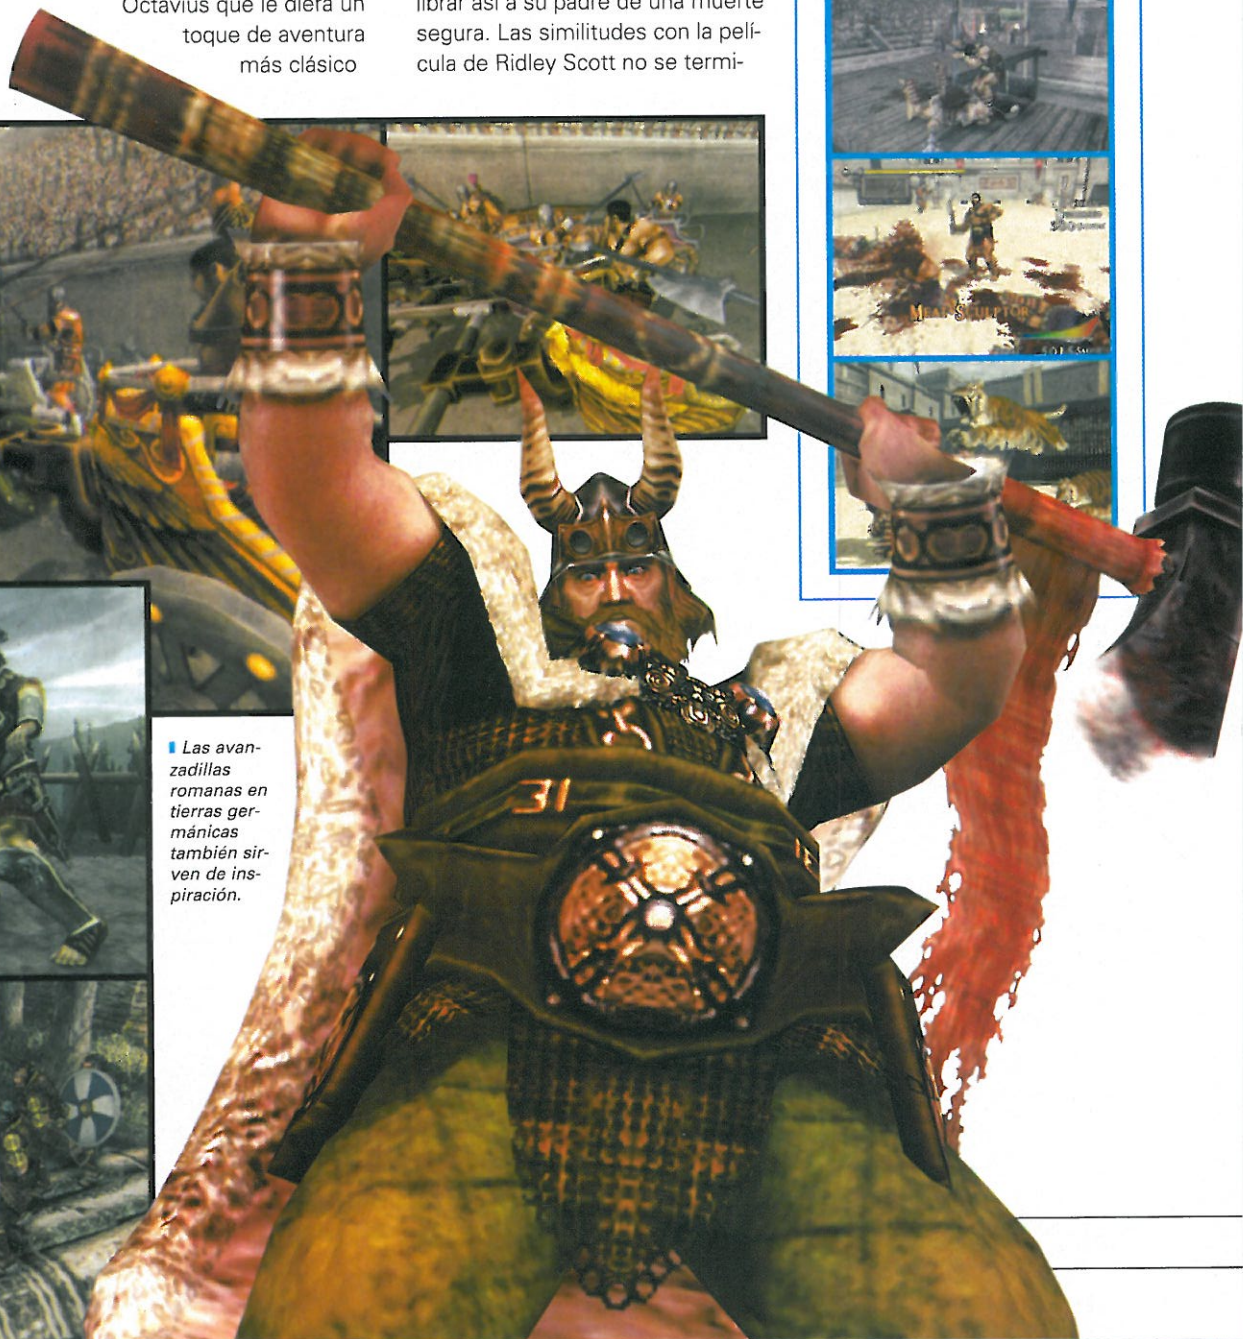 Octavius que le diera un
toque de aventura
más clásico
librar así a su padre de una muerte
segura. Las similitudes con la pelí-
cula de Ridley Scott no se termi-
MEAT SCULPTOR
Las avan-
zadillas
romanas en
tierras ger-
mánicas
también sir-
ven de ins-
piración.